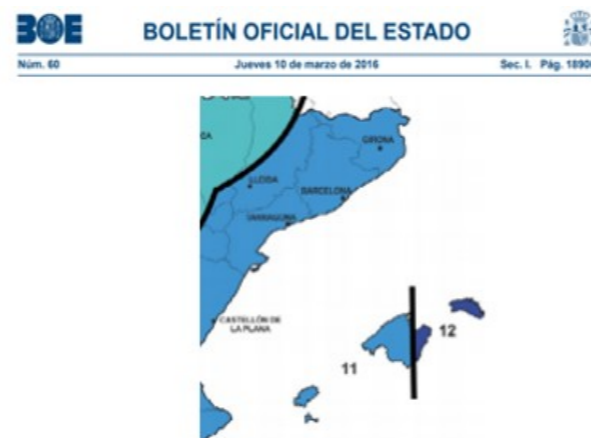 BOE
BOLETÍN OFICIAL DEL ESTADO
Núm. 60
Jueves 10 de marzo de 2016
Sec. I. Pág. 1890
GIRONA
LLEIDA
BARCELONA
TARRAGONA
CASTELLÓN DE
LA PLANA
12
11